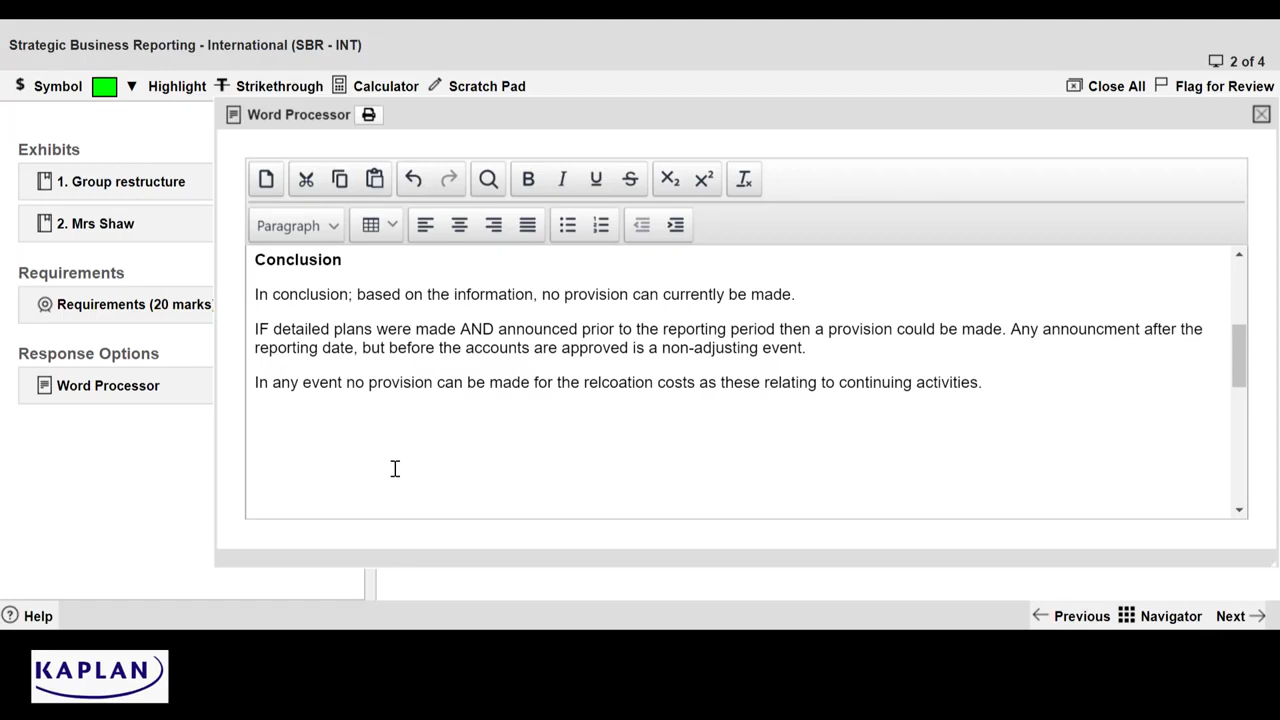 Strategic Business Reporting - International (SBR - INT)
2 of 4
$ Symbol Highlight Strikethrough Calculator Scratch Pad Close All Flag for Review
Word Processor
Exhibits
1. Group restructure
2. Mrs Shaw
Requirements
Requirements (20 marks)
Response Options
Word Processor
B I U S X₂ X² Ix
Paragraph
Conclusion
In conclusion; based on the information, no provision can currently be made.
IF detailed plans were made AND announced prior to the reporting period then a provision could be made. Any announcment after the
reporting date, but before the accounts are approved is a non-adjusting event.
In any event no provision can be made for the relcoation costs as these relating to continuing activities.
Help
Previous Navigator Next
KAPLAN